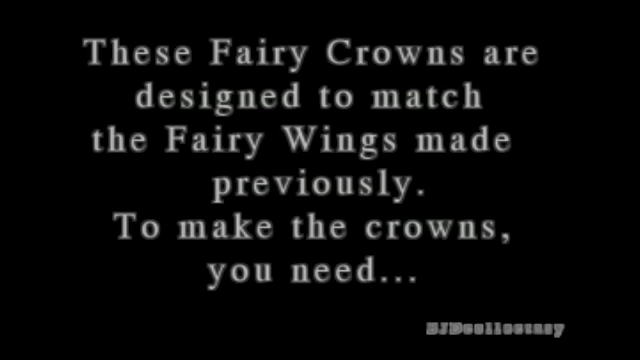 These Fairy Crowns are
designed to match
the Fairy Wings made
previously.
To make the crowns,
you need...